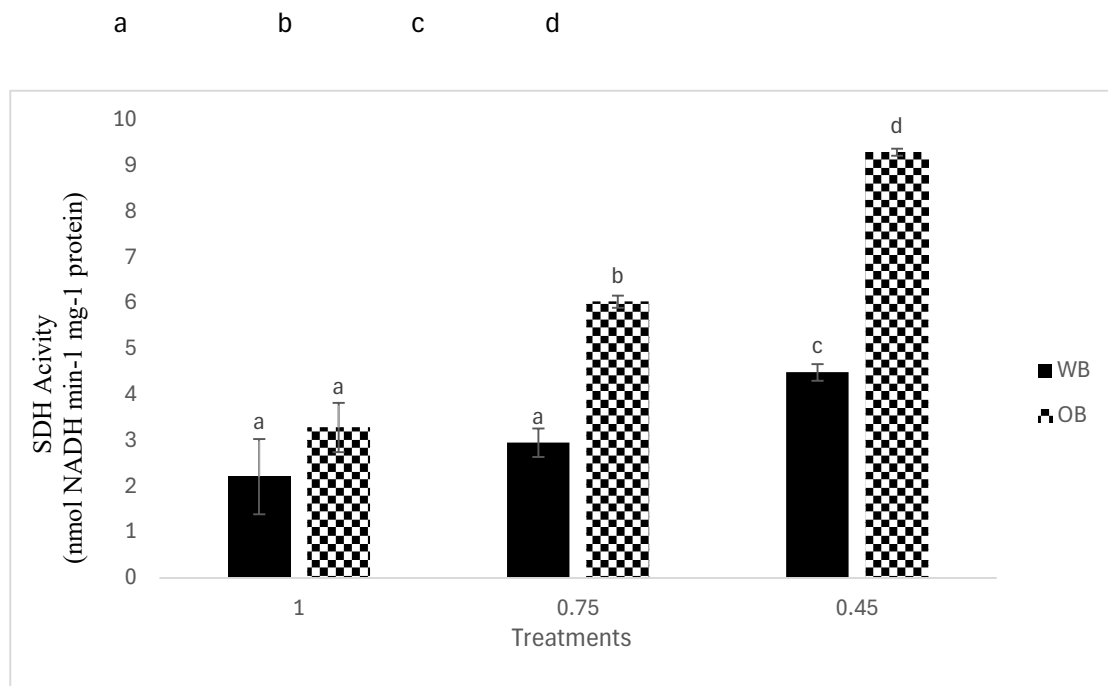 a b c d
10
9
8
7
6
5
4
3
2
1
0
SDH Acivity
(nmol NADH min-1 mg-1 protein)
a
a
a
b
c
d
1 0.75 0.45
Treatments
WB
OB